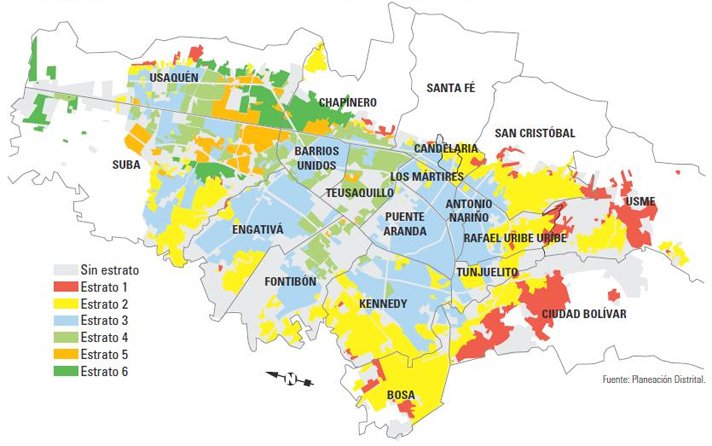 USAQUÉN
CHAPINERO
SANTA FÉ
SAN CRISTÓBAL
CANDELARIA
BARRIOS
UNIDOS
SUBA
LOS MÁRTIRES
TEUSAQUILLO
ANTONIO
NARIÑO
USME
PUENTE
ARANDA
ENGATIVÁ
RAFAEL URIBE URIBE
TUNJUELITO
FONTIBÓN
KENNEDY
CIUDAD BOLÍVAR
BOSA
Sin estrato
Estrato 1
Estrato 2
Estrato 3
Estrato 4
Estrato 5
Estrato 6
N
Fuente: Planeación Distrital.